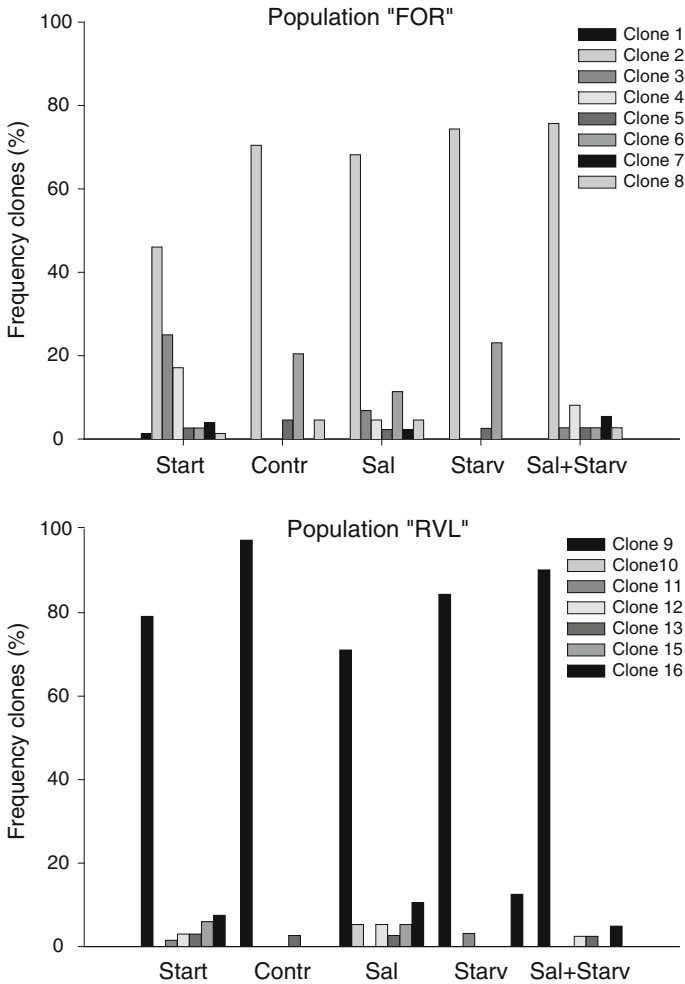 Population "FOR"
Frequency clones (%)
100
80
60
40
20
0
Clone 1
Clone 2
Clone 3
Clone 4
Clone 5
Clone 6
Clone 7
Clone 8
Start Contr Sal Starv Sal+Starv
Population "RVL"
Frequency clones (%)
100
80
60
40
20
0
Clone 9
Clone10
Clone 11
Clone 12
Clone 13
Clone 15
Clone 16
Start Contr Sal Starv Sal+Starv